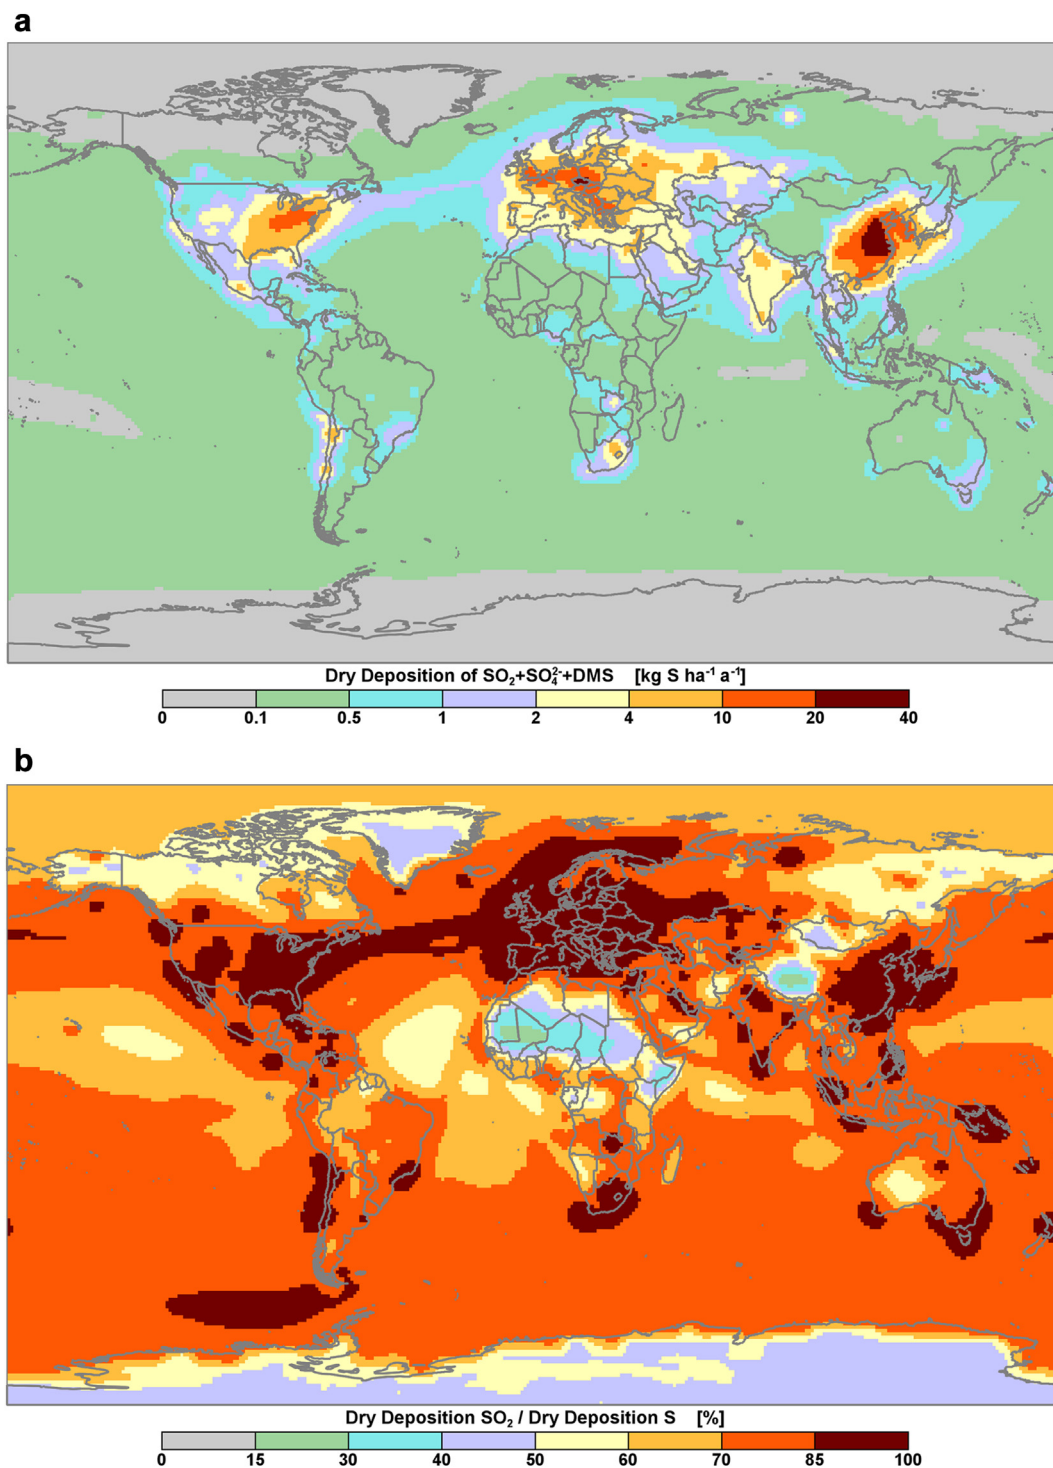 a
Dry Deposition of SO₂+SO₄²⁻+DMS [kg S ha⁻¹ a⁻¹]
0 0.1 0.5 1 2 4 10 20 40
b
Dry Deposition SO₂ / Dry Deposition S [%]
0 15 30 40 50 60 70 85 100